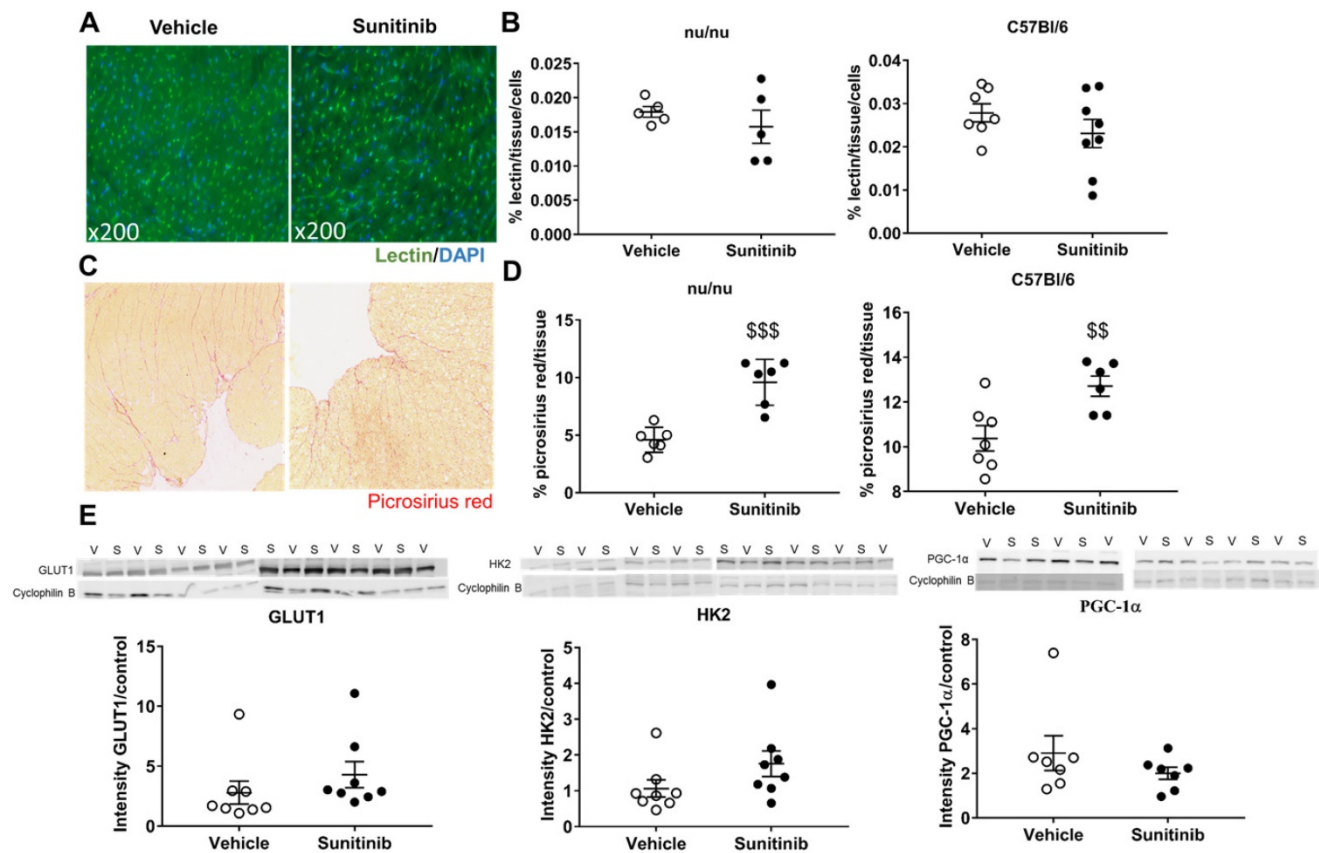 A
Vehicle
Sunitinib
x200
x200
Lectin/DAPI
B
nu/nu
% lectin/tissue/cells
0.025
0.020
0.015
0.010
0.005
0.000
Vehicle
Sunitinib
C57Bl/6
% lectin/tissue/cells
0.04
0.03
0.02
0.01
0.00
Vehicle
Sunitinib
C
Picrosirius red
D
nu/nu
% picrosirius red/tissue
15
10
5
0
$$$
Vehicle
Sunitinib
C57Bl/6
% picrosirius red/tissue
16
14
12
10
8
$$
Vehicle
Sunitinib
E
V S V S V S V S S V V S V S V S V
GLUT1
Cyclophilin B
GLUT1
Intensity GLUT1/control
15
10
5
0
Vehicle
Sunitinib
V S V S V S V S S V S V V S V
HK2
Cyclophilin B
HK2
Intensity HK2/control
5
4
3
2
1
0
Vehicle
Sunitinib
V S S V S V V S V S V S V S
PGC-1α
Cyclophilin B
PGC-1α
Intensity PGC-1α/control
8
6
4
2
0
Vehicle
Sunitinib